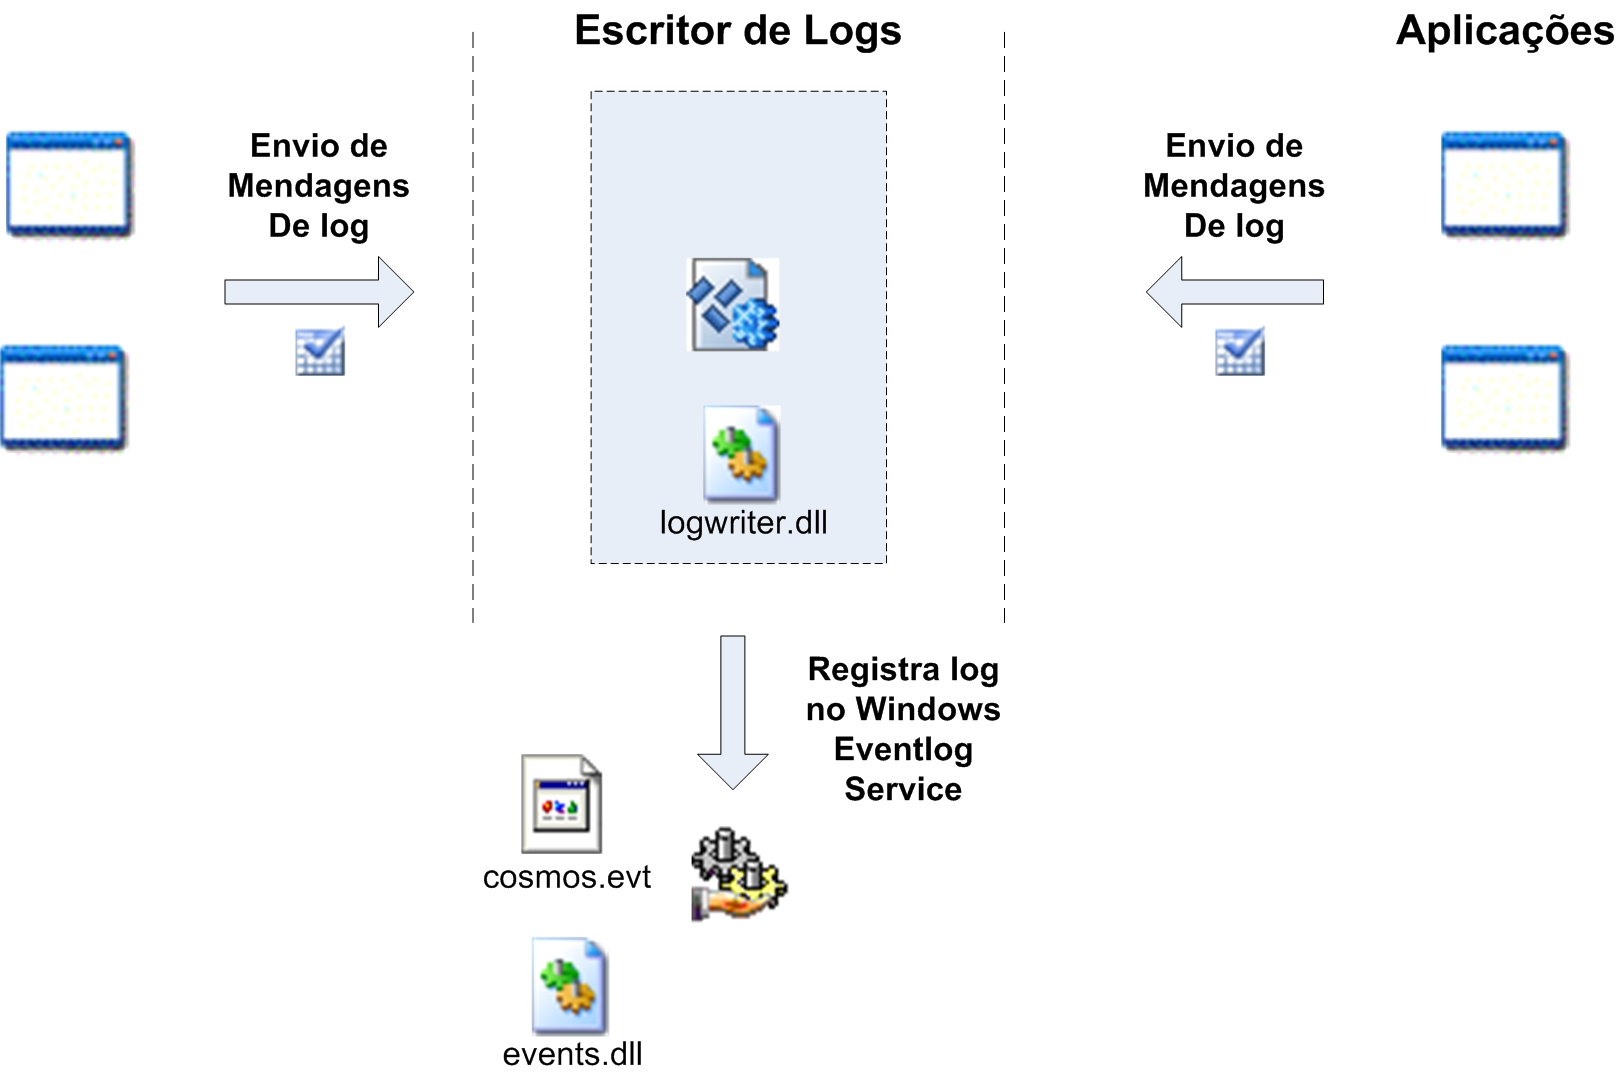 Escritor de Logs
Aplicações
Envio de
Mendagens
De log
Envio de
Mendagens
De log
logwriter.dll
Registra log
no Windows
Eventlog
Service
cosmos.evt
events.dll